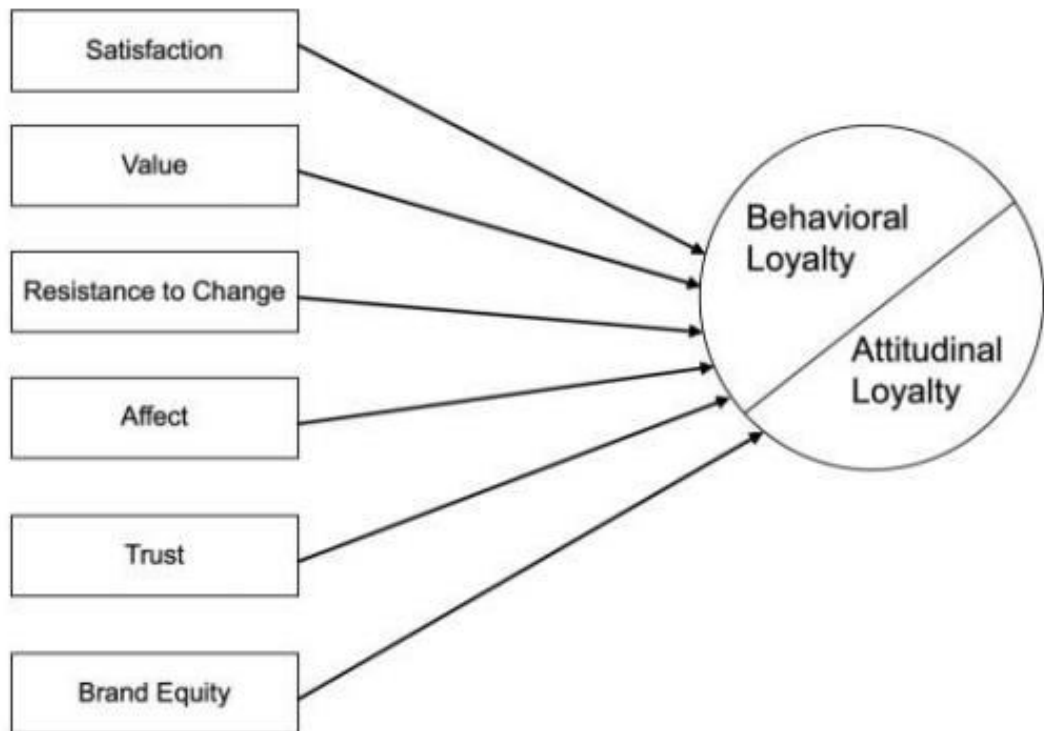 Satisfaction
Value
Resistance to Change
Affect
Trust
Brand Equity
Behavioral
Loyalty
Attitudinal
Loyalty